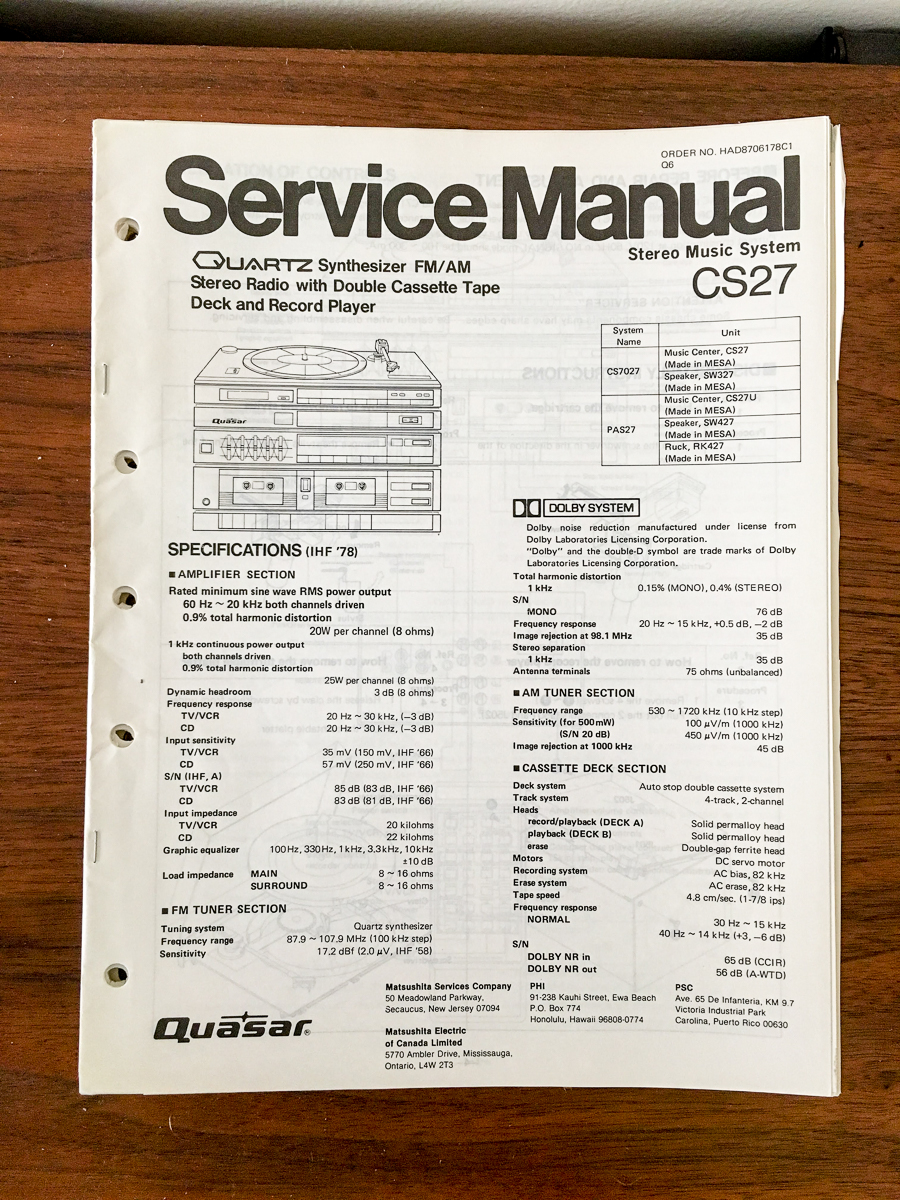 ORDER NO. HAD8706178C1
Q6
Service Manual
Stereo Music System
CS27
QUARTZ Synthesizer FM/AM
Stereo Radio with Double Cassette Tape
Deck and Record Player
System Name Unit
CS7027
Music Center, CS27
(Made in MESA)
Speaker, SW327
(Made in MESA)
PAS27
Music Center, CS27U
(Made in MESA)
Speaker, SW427
(Made in MESA)
Ruck, RK427
(Made in MESA)
Quasar
SPECIFICATIONS (IHF '78)
■ AMPLIFIER SECTION
Rated minimum sine wave RMS power output
60 Hz ~ 20 kHz both channels driven
0.9% total harmonic distortion
20W per channel (8 ohms)
1 kHz continuous power output
both channels driven
0.9% total harmonic distortion
25W per channel (8 ohms)
Dynamic headroom 3 dB (8 ohms)
Frequency response
TV/VCR 20 Hz ~ 30 kHz, (−3 dB)
CD 20 Hz ~ 30 kHz, (−3 dB)
Input sensitivity
TV/VCR 35 mV (150 mV, IHF '66)
CD 57 mV (250 mV, IHF '66)
S/N (IHF, A)
TV/VCR 85 dB (83 dB, IHF '66)
CD 83 dB (81 dB, IHF '66)
Input impedance
TV/VCR 20 kilohms
CD 22 kilohms
Graphic equalizer 100Hz, 330Hz, 1 kHz, 3.3kHz, 10kHz
±10 dB
Load impedance MAIN 8 ~ 16 ohms
SURROUND 8 ~ 16 ohms
■ FM TUNER SECTION
Tuning system Quartz synthesizer
Frequency range 87.9 ~ 107.9 MHz (100 kHz step)
Sensitivity 17.2 dBf (2.0 µV, IHF '58)
DOLBY SYSTEM
Dolby noise reduction manufactured under license from
Dolby Laboratories Licensing Corporation.
"Dolby" and the double-D symbol are trade marks of Dolby
Laboratories Licensing Corporation.
Total harmonic distortion
1 kHz 0.15% (MONO), 0.4% (STEREO)
S/N
MONO 76 dB
Frequency response 20 Hz ~ 15 kHz, +0.5 dB, −2 dB
Image rejection at 98.1 MHz 35 dB
Stereo separation
1 kHz 35 dB
Antenna terminals 75 ohms (unbalanced)
■ AM TUNER SECTION
Frequency range 530 ~ 1720 kHz (10 kHz step)
Sensitivity (for 500mW) 100 µV/m (1000 kHz)
(S/N 20 dB) 450 µV/m (1000 kHz)
Image rejection at 1000 kHz 45 dB
■ CASSETTE DECK SECTION
Deck system Auto stop double cassette system
Track system 4-track, 2-channel
Heads
record/playback (DECK A) Solid permalloy head
playback (DECK B) Solid permalloy head
erase Double-gap ferrite head
Motors DC servo motor
Recording system AC bias, 82 kHz
Erase system AC erase, 82 kHz
Tape speed 4.8 cm/sec. (1-7/8 ips)
Frequency response
NORMAL 30 Hz ~ 15 kHz
40 Hz ~ 14 kHz (+3, −6 dB)
S/N
DOLBY NR in 65 dB (CCIR)
DOLBY NR out 56 dB (A-WTD)
Quasar®
Matsushita Services Company
50 Meadowland Parkway,
Secaucus, New Jersey 07094
Matsushita Electric
of Canada Limited
5770 Ambler Drive, Mississauga,
Ontario, L4W 2T3
PHI
91-238 Kauhi Street, Ewa Beach
P.O. Box 774
Honolulu, Hawaii 96808-0774
PSC
Ave. 65 De Infanteria, KM 9.7
Victoria Industrial Park
Carolina, Puerto Rico 00630